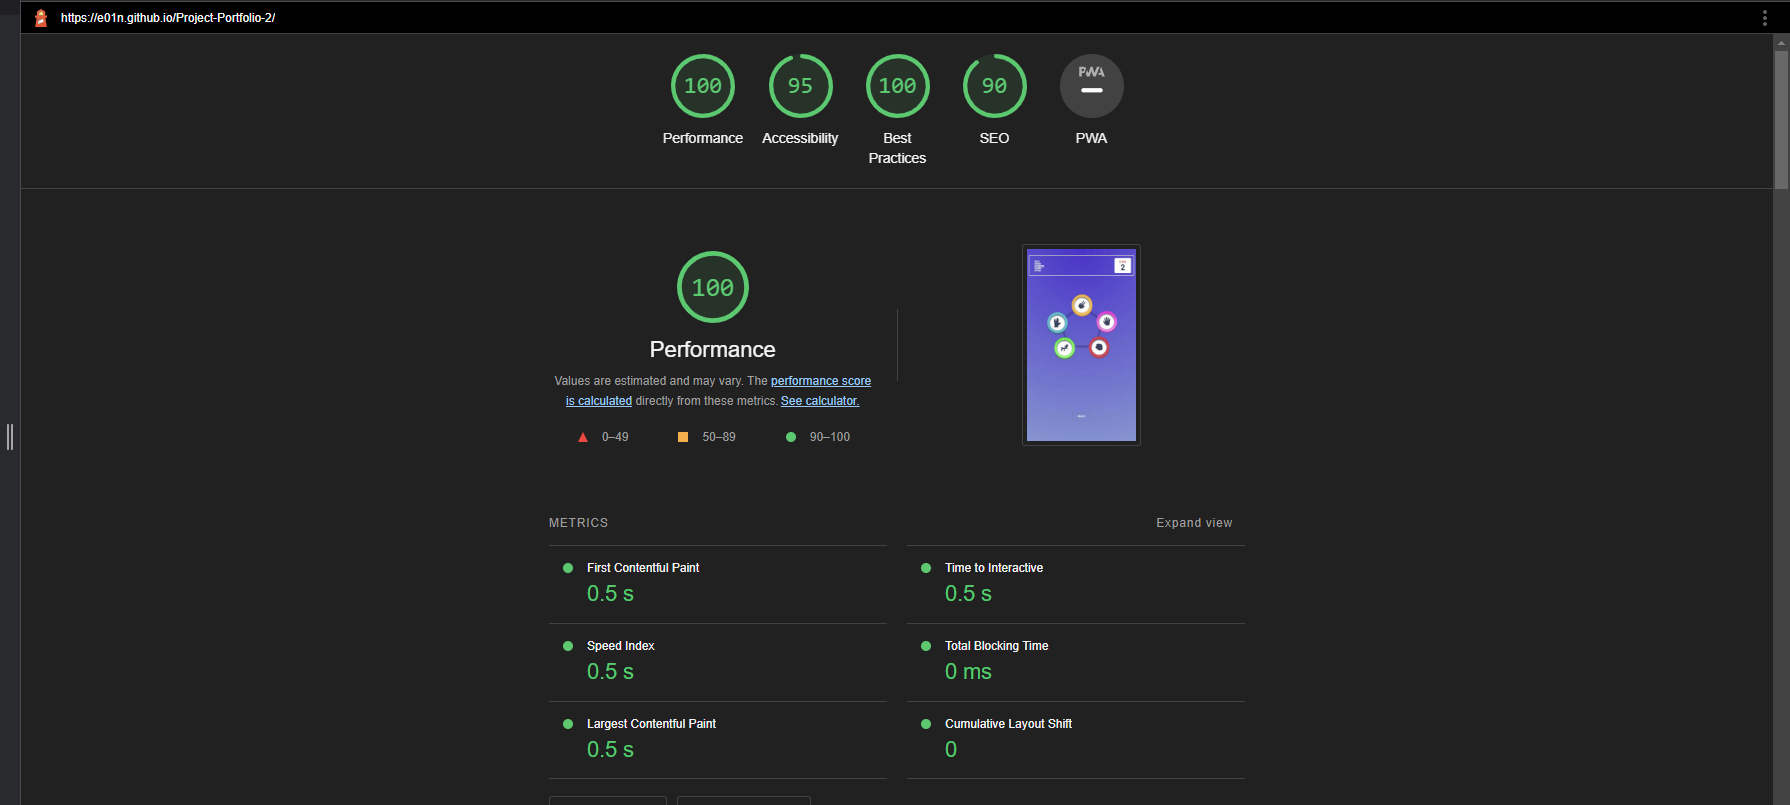 https://e01n.github.io/Project-Portfolio-2/
100
95
100
90
PWA
Performance
Accessibility
Best
Practices
SEO
PWA
100
Performance
Values are estimated and may vary. The performance score
is calculated directly from these metrics. See calculator.
0–49
50–89
90–100
2
METRICS
Expand view
First Contentful Paint
0.5 s
Time to Interactive
0.5 s
Speed Index
0.5 s
Total Blocking Time
0 ms
Largest Contentful Paint
0.5 s
Cumulative Layout Shift
0